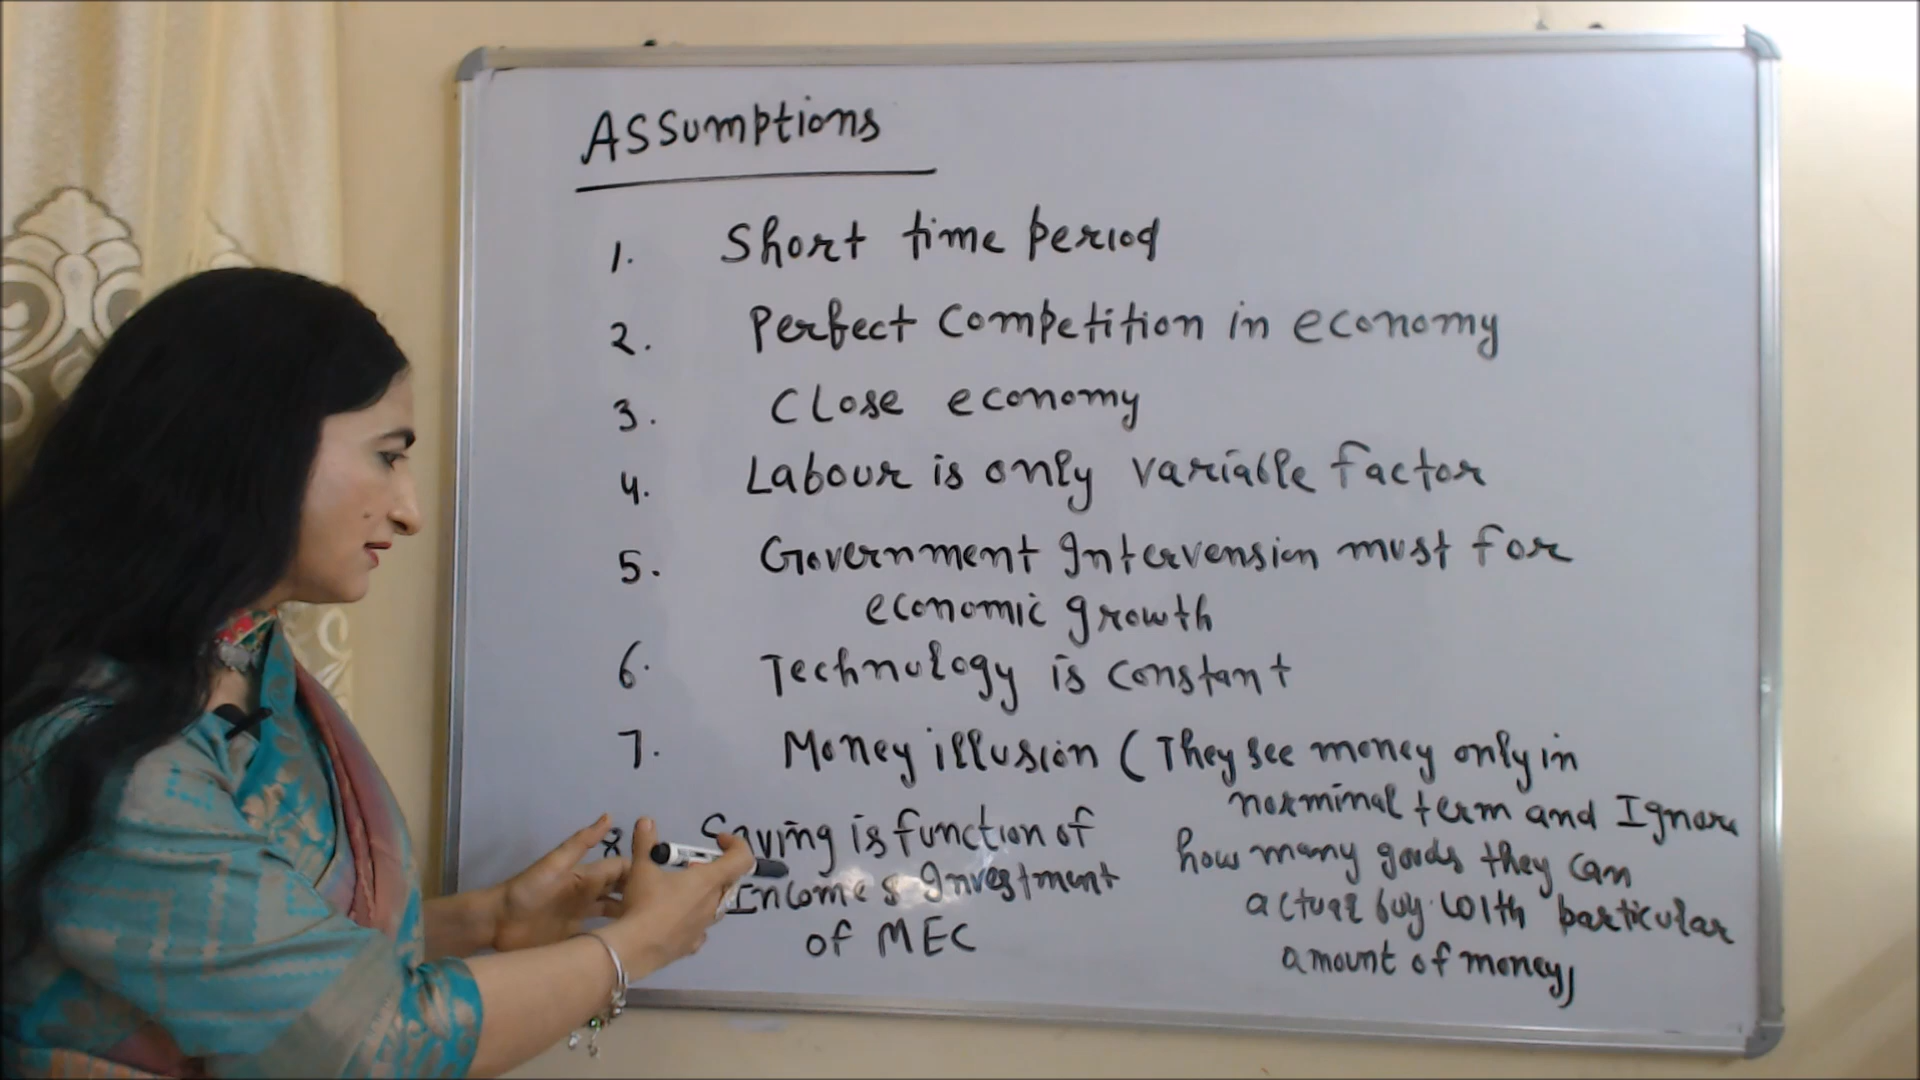 Assumptions
1. Short time period
2. Perfect Competition in economy
3. Close economy
4. Labour is only variable factor
5. Government Intervension must for
economic growth
6. Technology is constant
7. Money illusion (They see money only in
norminal term and Ignore
how many goods they can
actual buy with particular
amount of money)
8 Saving is function of
Income & Investment
of MEC